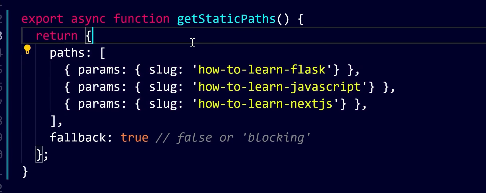 export async function getStaticPaths() {
return {
paths: [
{ params: { slug: 'how-to-learn-flask'} },
{ params: { slug: 'how-to-learn-javascript'} },
{ params: { slug: 'how-to-learn-nextjs'} },
],
fallback: true // false or 'blocking'
};
}